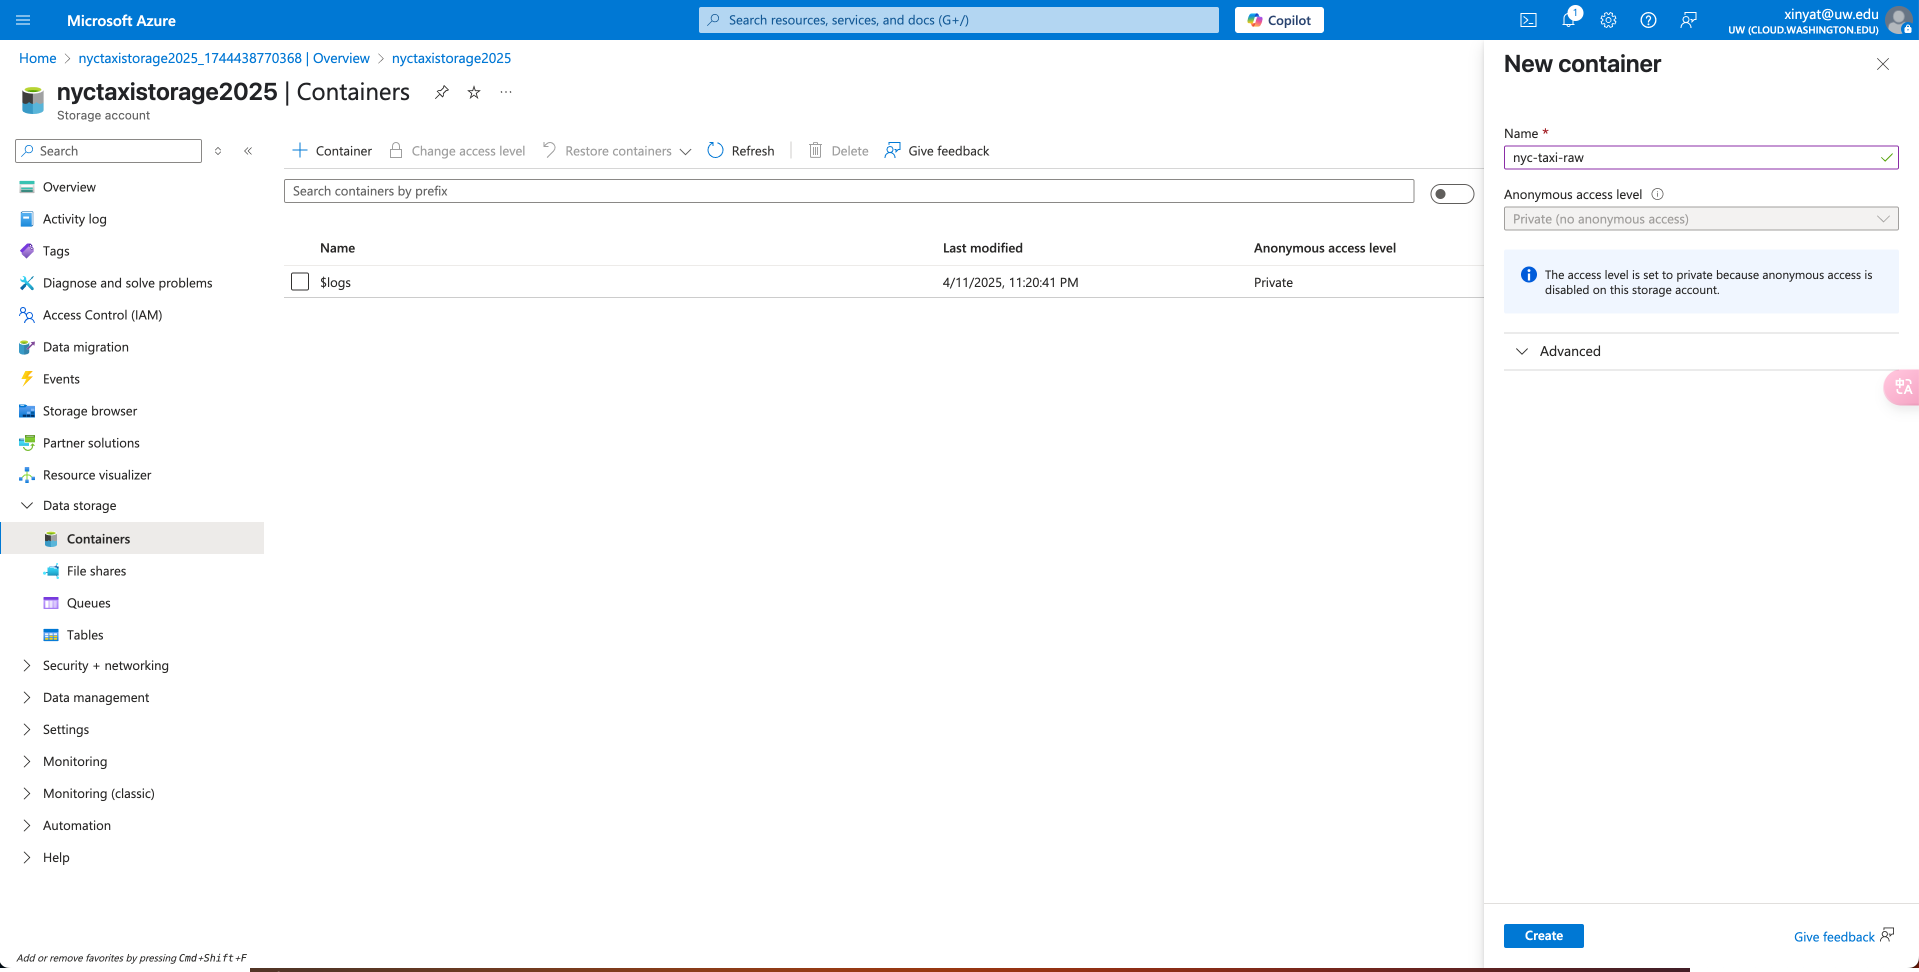 Microsoft Azure
Search resources, services, and docs (G+/)
Copilot
1
xinyat@uw.edu
UW (CLOUD.WASHINGTON.EDU)
Home > nyctaxistorage2025_1744438770368 | Overview > nyctaxistorage2025
nyctaxistorage2025 | Containers
Storage account
Search
Overview
Activity log
Tags
Diagnose and solve problems
Access Control (IAM)
Data migration
Events
Storage browser
Partner solutions
Resource visualizer
Data storage
Containers
File shares
Queues
Tables
Security + networking
Data management
Settings
Monitoring
Monitoring (classic)
Automation
Help
Add or remove favorites by pressing Cmd+Shift+F
Container
Change access level
Restore containers
Refresh
Delete
Give feedback
Search containers by prefix
Name Last modified Anonymous access level
$logs 4/11/2025, 11:20:41 PM Private
New container
Name *
nyc-taxi-raw
Anonymous access level
Private (no anonymous access)
The access level is set to private because anonymous access is
disabled on this storage account.
Advanced
中A
Create
Give feedback